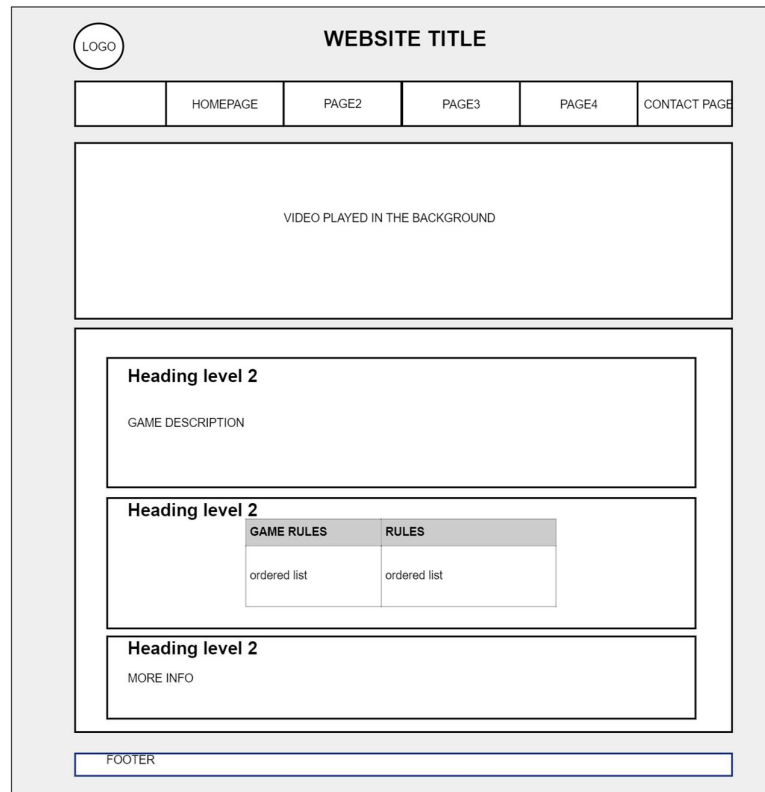 LOGO
WEBSITE TITLE
HOMEPAGE PAGE2 PAGE3 PAGE4 CONTACT PAGE
VIDEO PLAYED IN THE BACKGROUND
Heading level 2
GAME DESCRIPTION
Heading level 2
GAME RULES RULES
ordered list ordered list
Heading level 2
MORE INFO
FOOTER